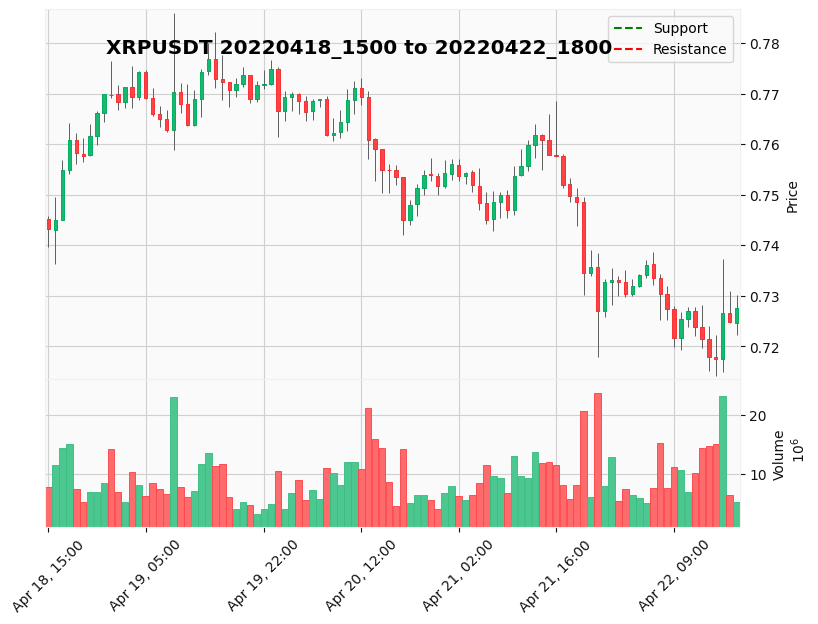 XRPUSDT 20220418_1500 to 20220422_1800
Support
Resistance
0.78
0.77
0.76
0.75
0.74
0.73
0.72
Price
20
10
Volume
10^6
Apr 18, 15:00
Apr 19, 05:00
Apr 19, 22:00
Apr 20, 12:00
Apr 21, 02:00
Apr 21, 16:00
Apr 22, 09:00